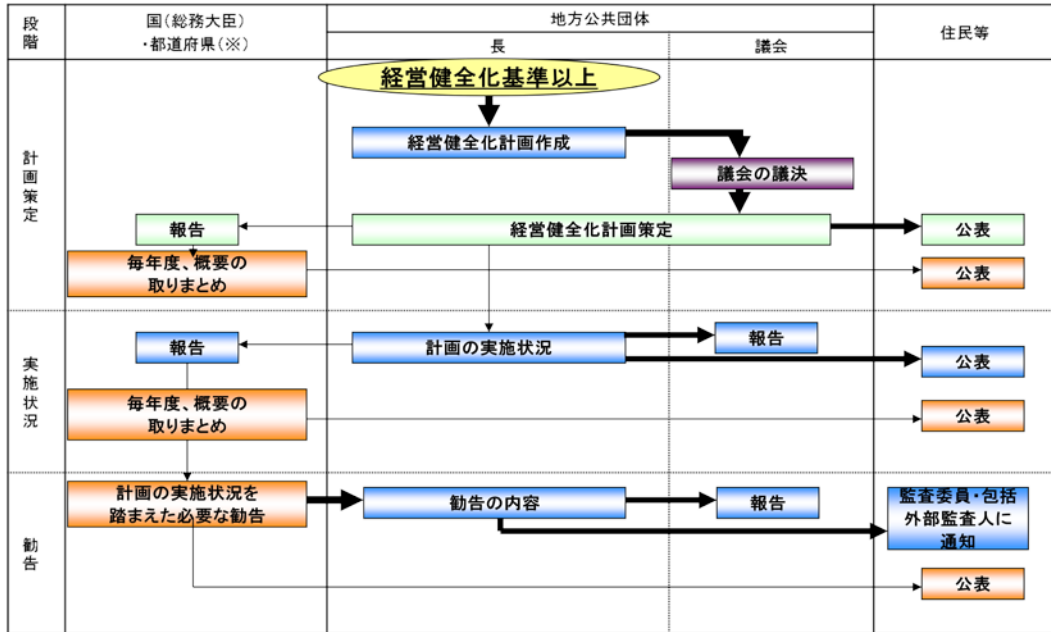 段階
国(総務大臣)
・都道府県(※)
地方公共団体
長
議会
住民等
計画策定
経営健全化基準以上
経営健全化計画作成
議会の議決
報告
経営健全化計画策定
公表
毎年度、概要の
取りまとめ
公表
実施状況
報告
計画の実施状況
報告
公表
毎年度、概要の
取りまとめ
公表
勧告
計画の実施状況を
踏まえた必要な勧告
勧告の内容
報告
監査委員・包括
外部監査人に
通知
公表